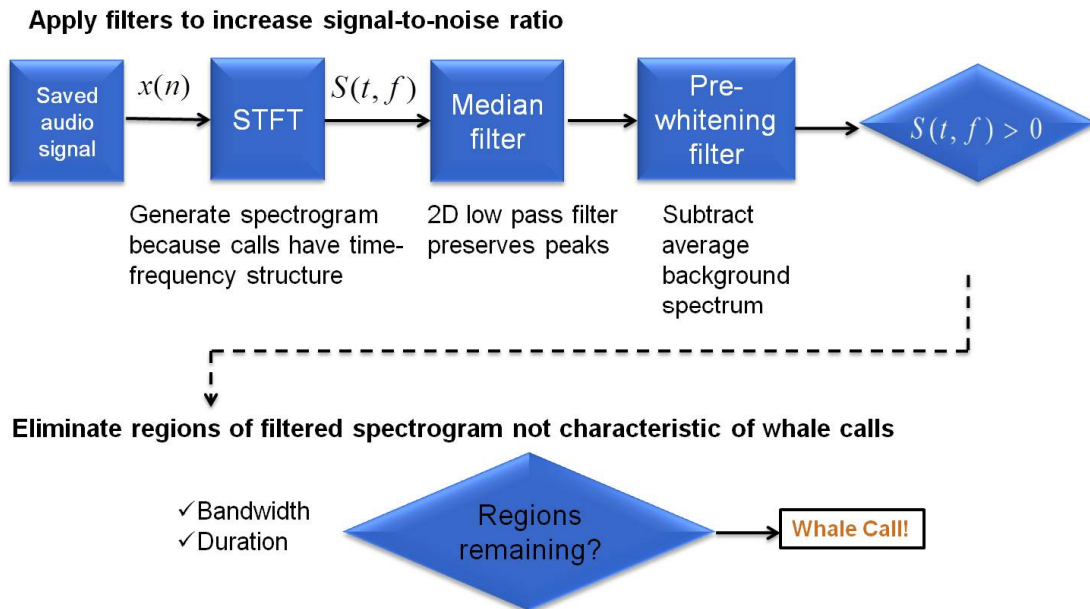 Apply filters to increase signal-to-noise ratio
Saved
audio
signal
x(n)
STFT
S(t, f)
Median
filter
Pre-
whitening
filter
S(t, f) > 0
Generate spectrogram
because calls have time-
frequency structure
2D low pass filter
preserves peaks
Subtract
average
background
spectrum
Eliminate regions of filtered spectrogram not characteristic of whale calls
✓Bandwidth
✓Duration
Regions
remaining?
Whale Call!